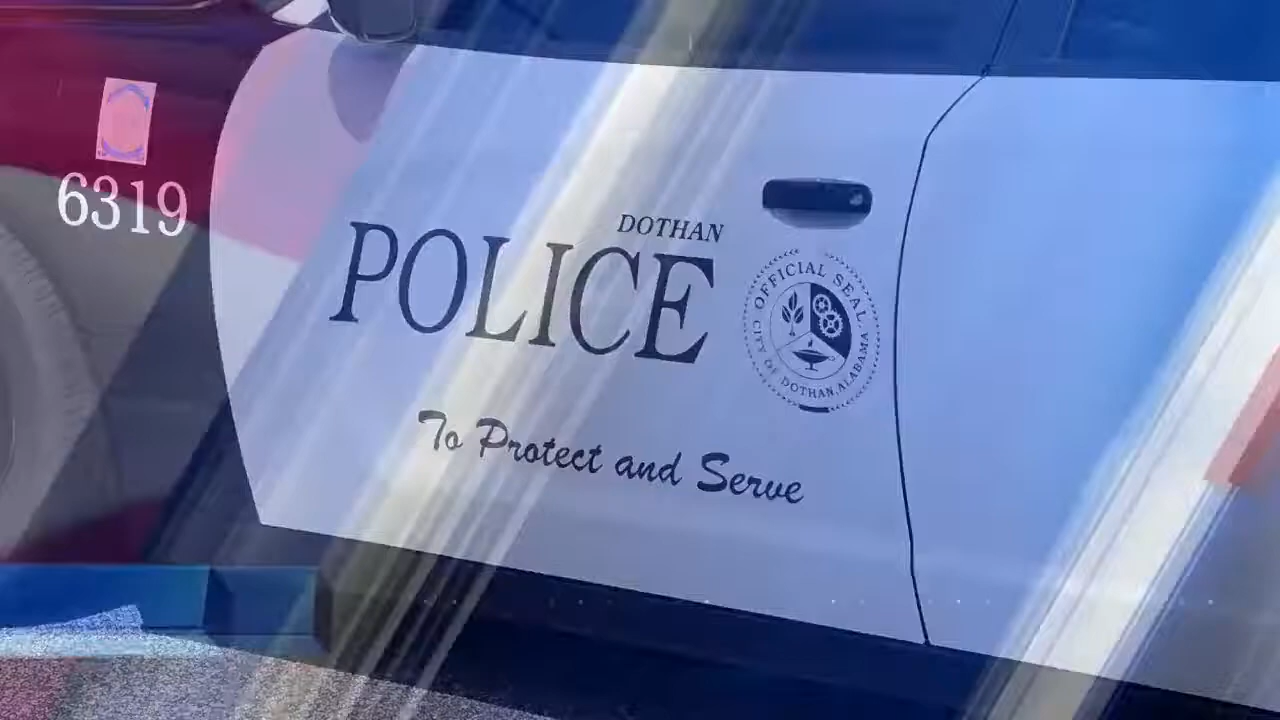 6319
DOTHAN
POLICE
OFFICIAL SEAL
CITY OF DOTHAN, ALABAMA
To Protect and Serve